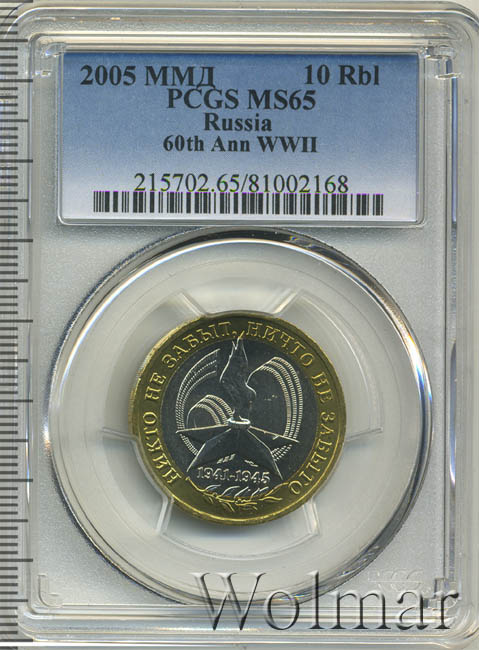 2005 ММД 10 Rbl
PCGS MS65
Russia
60th Ann WWII
215702.65/81002168
НИКТО НЕ ЗАБЫТ, НИЧТО НЕ ЗАБЫТО
1941-1945
Wolmar